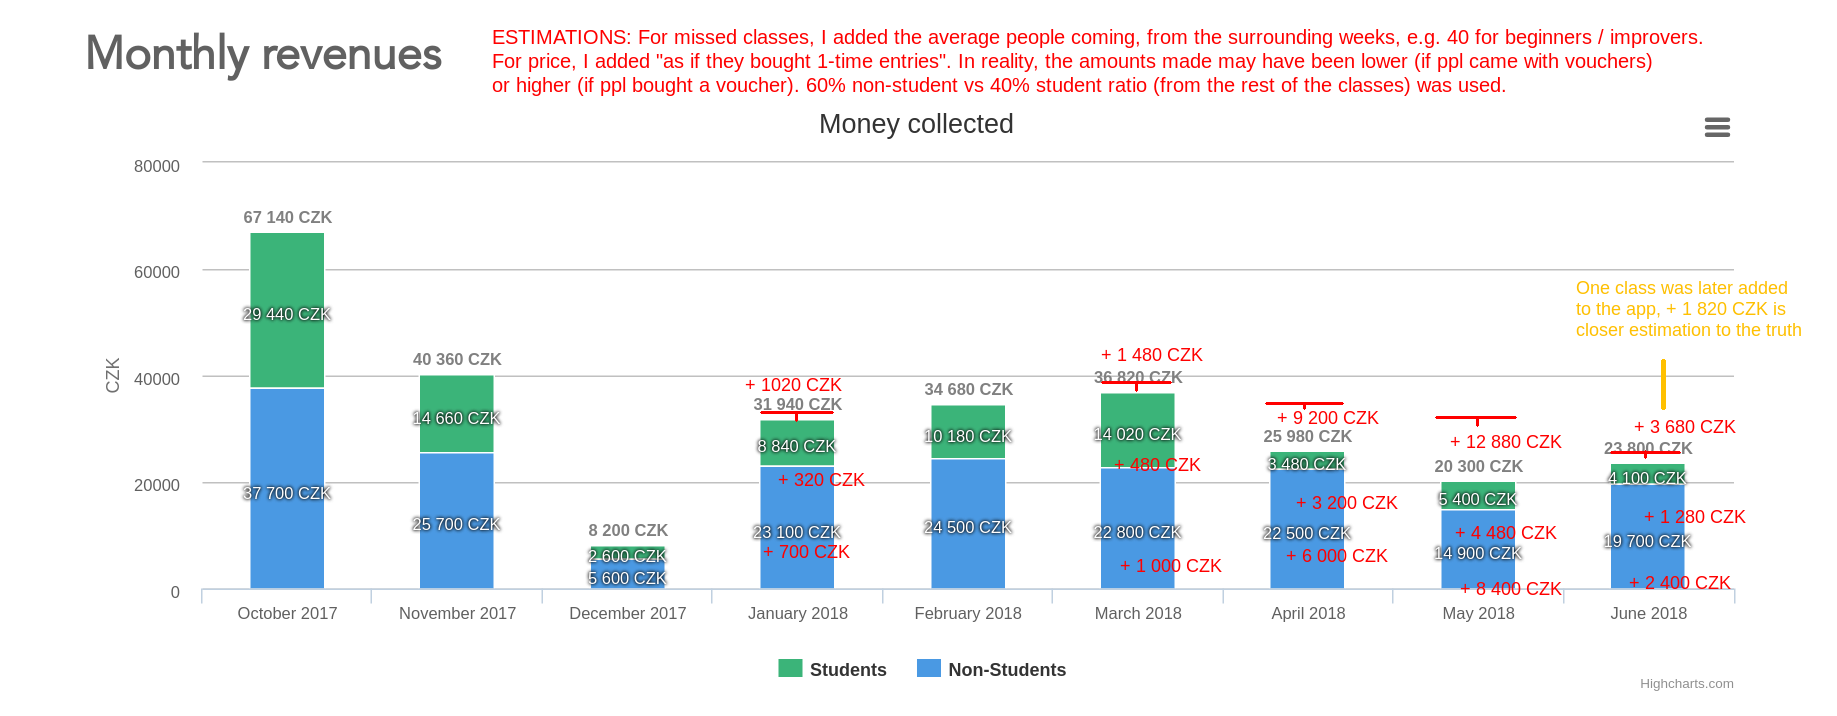 Monthly revenues
ESTIMATIONS: For missed classes, I added the average people coming, from the surrounding weeks, e.g. 40 for beginners / improvers.
For price, I added "as if they bought 1-time entries". In reality, the amounts made may have been lower (if ppl came with vouchers)
or higher (if ppl bought a voucher). 60% non-student vs 40% student ratio (from the rest of the classes) was used.
Money collected
CZK
80000
60000
40000
20000
0
67 140 CZK
29 440 CZK
37 700 CZK
40 360 CZK
14 660 CZK
25 700 CZK
8 200 CZK
2 600 CZK
5 600 CZK
+ 1020 CZK
31 940 CZK
8 840 CZK
+ 320 CZK
23 100 CZK
+ 700 CZK
34 680 CZK
10 180 CZK
24 500 CZK
+ 1 480 CZK
36 820 CZK
14 020 CZK
+ 480 CZK
22 800 CZK
+ 1 000 CZK
+ 9 200 CZK
25 980 CZK
3 480 CZK
+ 3 200 CZK
22 500 CZK
+ 6 000 CZK
+ 12 880 CZK
20 300 CZK
5 400 CZK
+ 4 480 CZK
14 900 CZK
+ 8 400 CZK
One class was later added
to the app, + 1 820 CZK is
closer estimation to the truth
+ 3 680 CZK
23 800 CZK
4 100 CZK
+ 1 280 CZK
19 700 CZK
+ 2 400 CZK
October 2017
November 2017
December 2017
January 2018
February 2018
March 2018
April 2018
May 2018
June 2018
Students
Non-Students
Highcharts.com